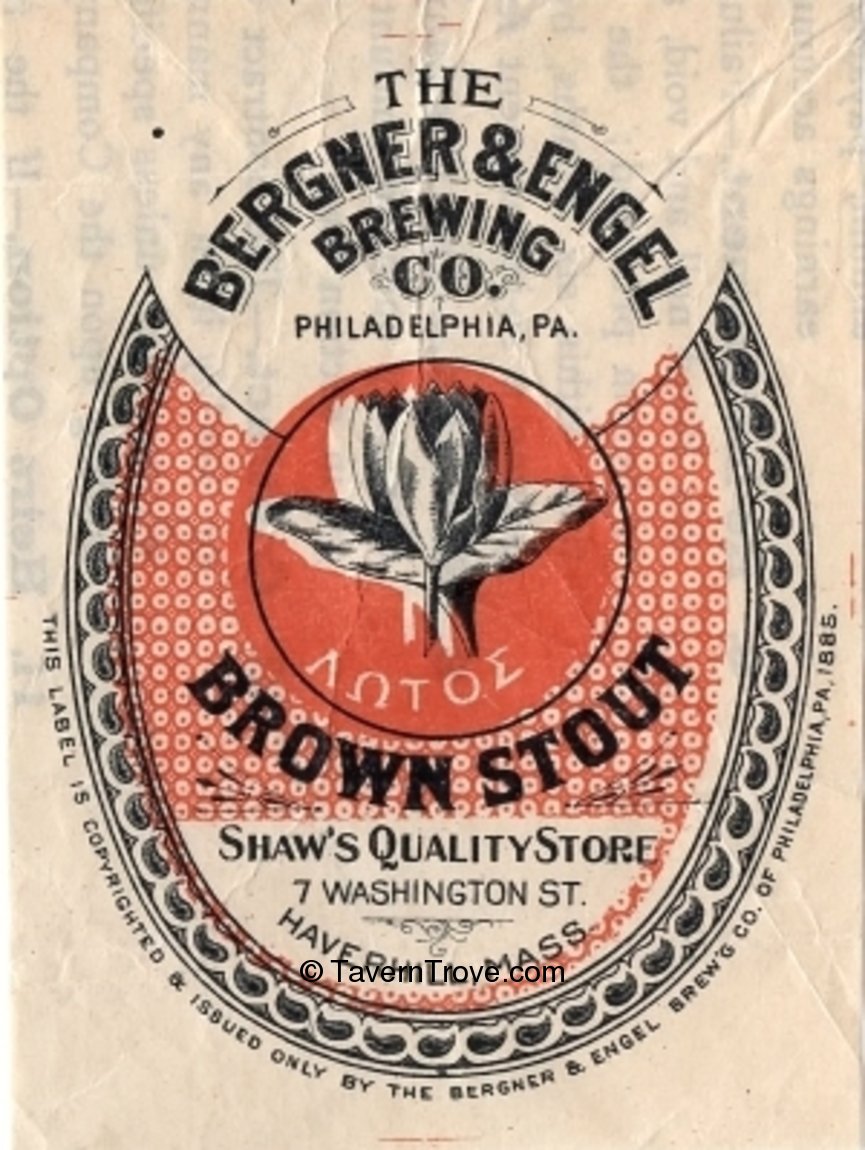 THE
BERGNER & ENGEL
BREWING
CO.
PHILADELPHIA, PA.
ΛΩΤΟΣ
BROWN STOUT
SHAW'S QUALITY STORE
7 WASHINGTON ST.
HAVERHILL, MASS
© TavernTrove.com
THIS LABEL IS COPYRIGHTED & ISSUED ONLY BY THE BERGNER & ENGEL BREW'G CO. OF PHILADELPHIA, PA, 1885.